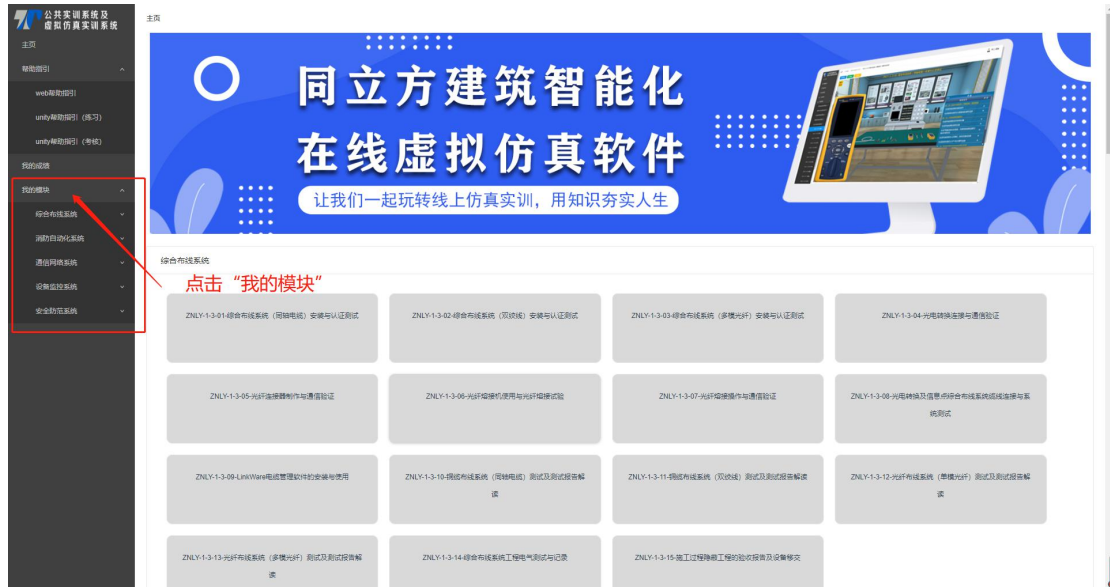 公共实训系统及
虚拟仿真实训系统
主页
帮助指引
web帮助指引
unity帮助指引（练习）
unity帮助指引（考核）
我的成绩
我的模块
综合布线系统
消防自动化系统
通信网络系统
设备监控系统
安全防范系统
主页
同立方建筑智能化
在线虚拟仿真软件
让我们一起玩转线上仿真实训，用知识夯实人生
综合布线系统
点击“我的模块”
ZNLY-1-3-01-综合布线系统（同轴电缆）安装与认证测试
ZNLY-1-3-02-综合布线系统（双绞线）安装与认证测试
ZNLY-1-3-03-综合布线系统（多模光纤）安装与认证测试
ZNLY-1-3-04-光电转换连接与通信验证
ZNLY-1-3-05-光纤连接器制作与通信验证
ZNLY-1-3-06-光纤熔接机使用与光纤熔接试验
ZNLY-1-3-07-光纤熔接操作与通信验证
ZNLY-1-3-08-光电转换及信息点综合布线系统缆线连接与系
统测试
ZNLY-1-3-09-LinkWare电缆管理软件的安装与使用
ZNLY-1-3-10-铜缆布线系统（同轴电缆）测试及测试报告解
读
ZNLY-1-3-11-铜缆布线系统（双绞线）测试及测试报告解读
ZNLY-1-3-12-光纤布线系统（单模光纤）测试及测试报告解
读
ZNLY-1-3-13-光纤布线系统（多模光纤）测试及测试报告解
读
ZNLY-1-3-14-综合布线系统工程电气测试与记录
ZNLY-1-3-15-施工过程隐蔽工程的验收报告及设备移交